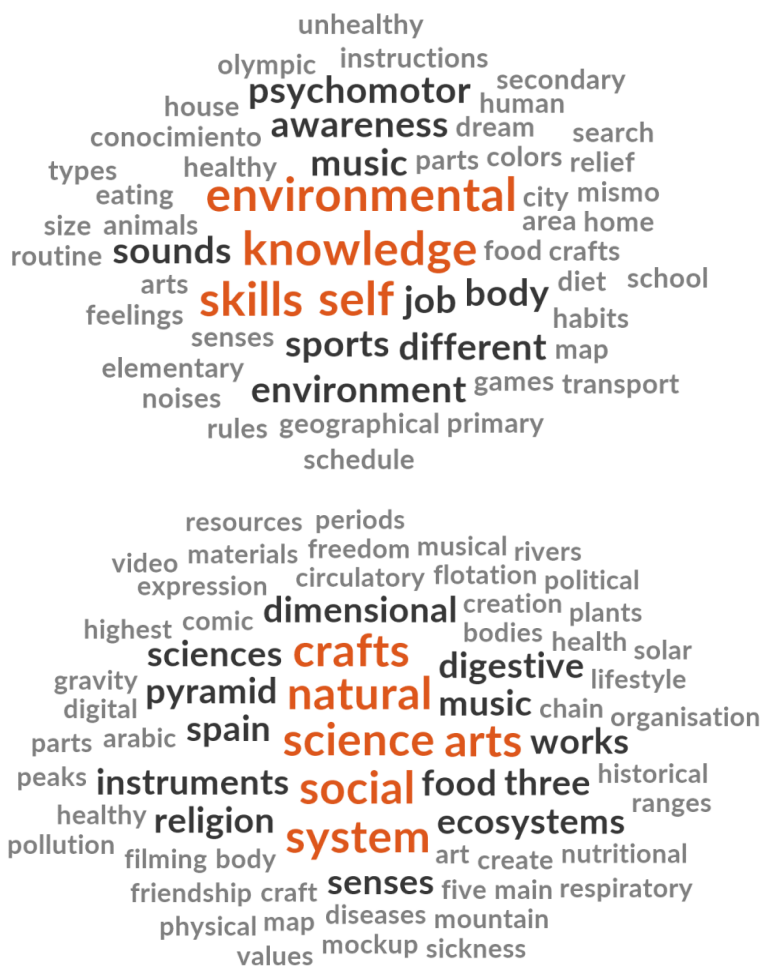 unhealthy
olympic instructions
psychomotor secondary
house human
conocimiento awareness dream search
types healthy music parts colors relief
eating environmental city mismo
size animals area home
routine sounds knowledge food crafts
arts skills self job body diet school
feelings habits
senses sports different map
elementary
noises environment games transport
rules geographical primary
schedule
resources periods
video materials freedom musical rivers
expression circulatory flotation political
highest comic dimensional creation plants
bodies health solar
sciences crafts digestive lifestyle
gravity pyramid natural music chain organisation
digital
parts arabic spain science arts works
peaks instruments social food three historical
ranges
healthy religion system ecosystems
pollution filming body art create nutritional
friendship craft senses five main respiratory
physical map diseases mountain
values mockup sickness